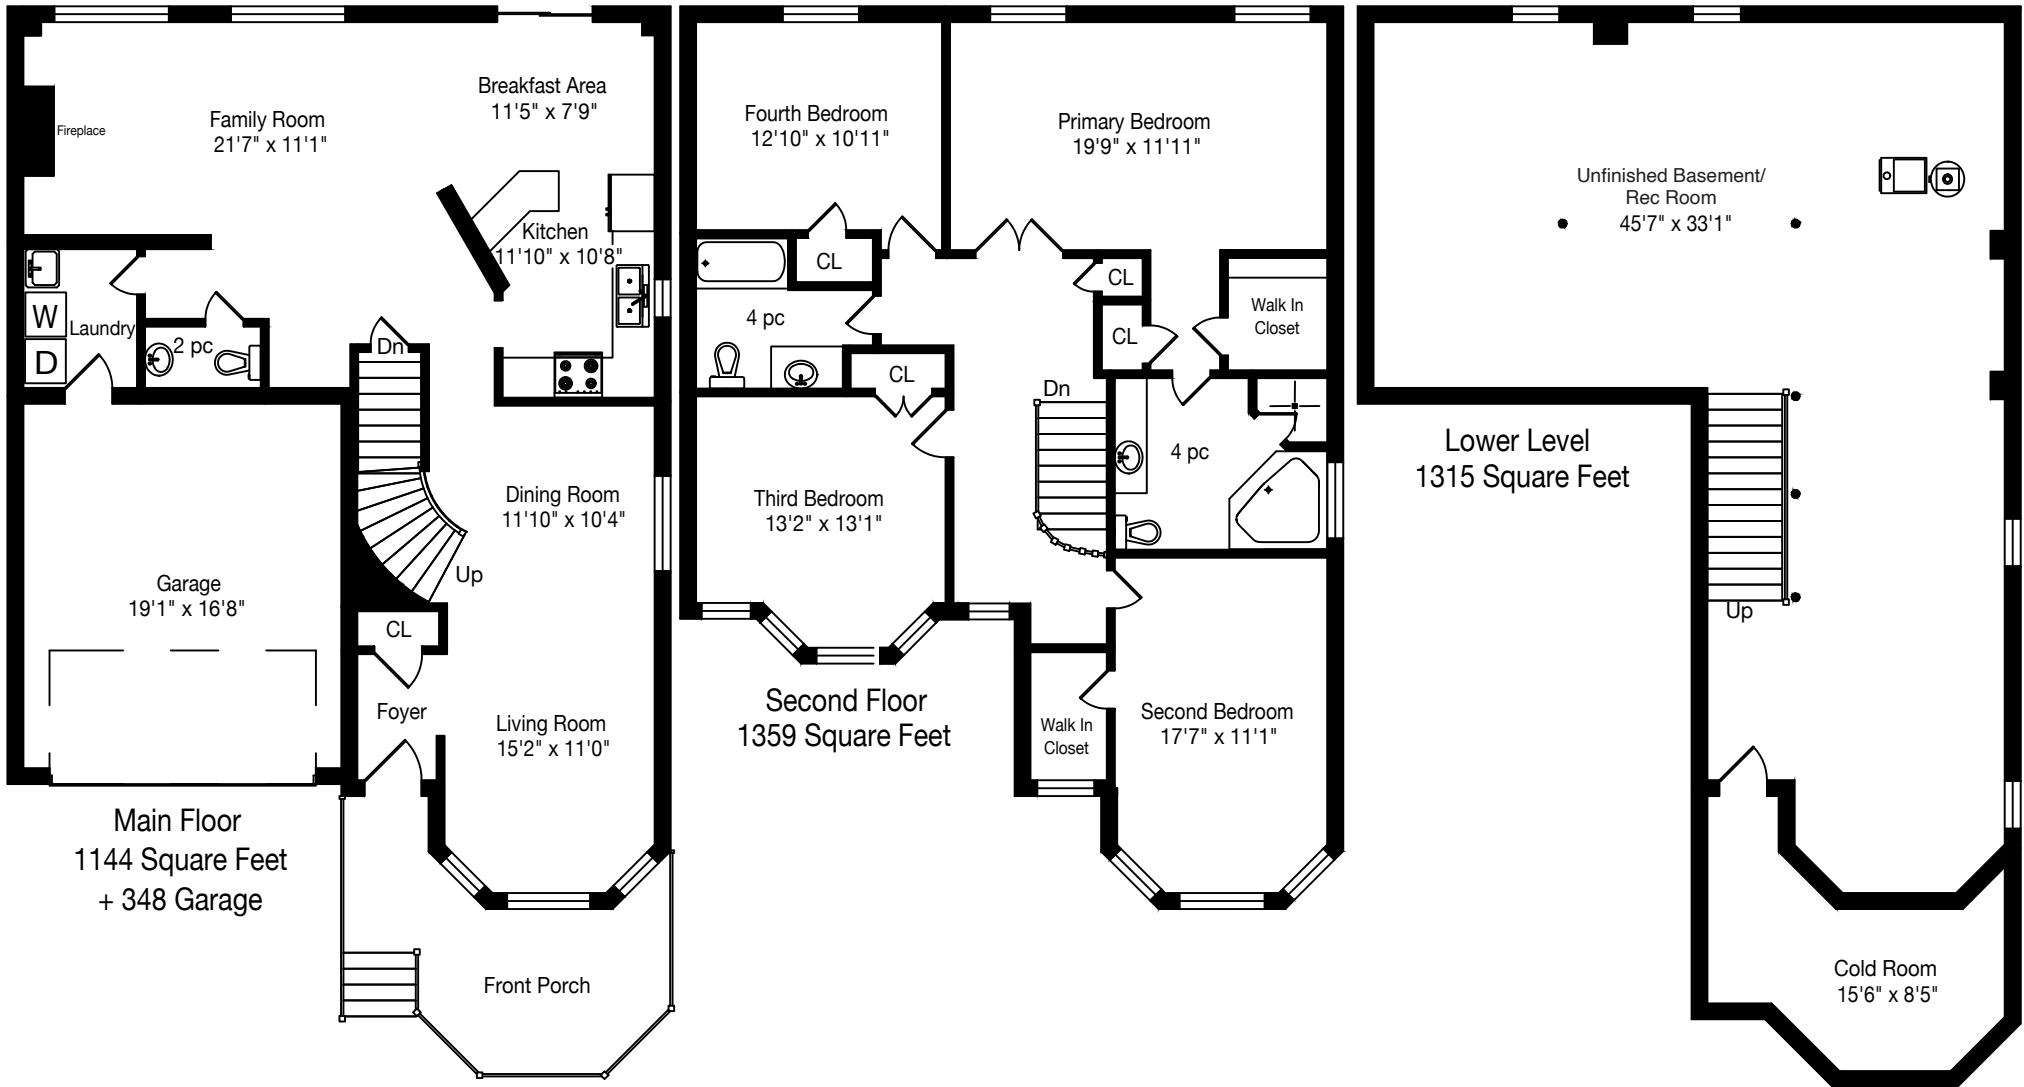 Family Room
21'7" x 11'1"
Fireplace
Breakfast Area
11'5" x 7'9"
Kitchen
11'10" x 10'8"
W
D
Laundry
2 pc
Dn
Dining Room
11'10" x 10'4"
Up
Garage
19'1" x 16'8"
CL
Foyer
Living Room
15'2" x 11'0"
Main Floor
1144 Square Feet
+ 348 Garage
Front Porch
Fourth Bedroom
12'10" x 10'11"
Primary Bedroom
19'9" x 11'11"
CL
CL
CL
Walk In
Closet
4 pc
CL
Dn
4 pc
Third Bedroom
13'2" x 13'1"
Second Floor
1359 Square Feet
Walk In
Closet
Second Bedroom
17'7" x 11'1"
Unfinished Basement/
Rec Room
45'7" x 33'1"
Lower Level
1315 Square Feet
Up
Cold Room
15'6" x 8'5"